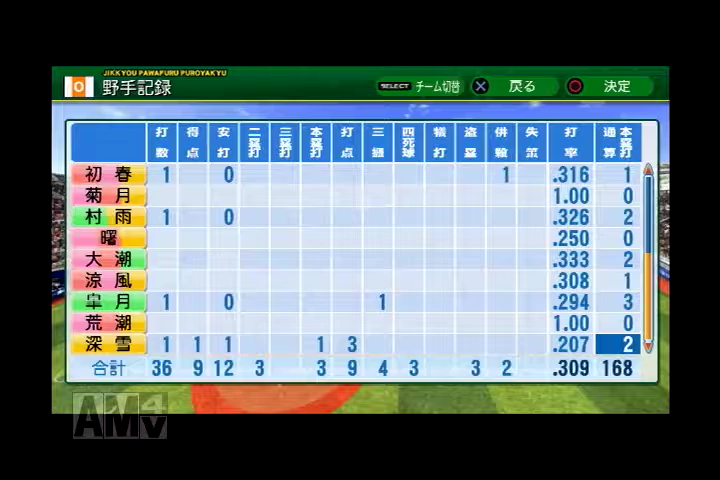 JIKKYOU PAWAFURU PUROYAKYU
O 野手記録 SELECT チーム切替 戻る 決定
打数 得点 安打 二塁打 三塁打 本塁打 打点 三振 四死球 犠打 盗塁 併殺 失策 打率 通算本塁打
初春 1 0 1 .316 1
菊月 1.00 0
村雨 1 0 .326 2
曙 .250 0
大潮 .333 2
涼風 .308 1
皐月 1 0 1 .294 3
荒潮 1.00 0
深雪 1 1 1 1 3 .207 2
合計 36 9 12 3 3 9 4 3 3 2 .309 168
AMV4